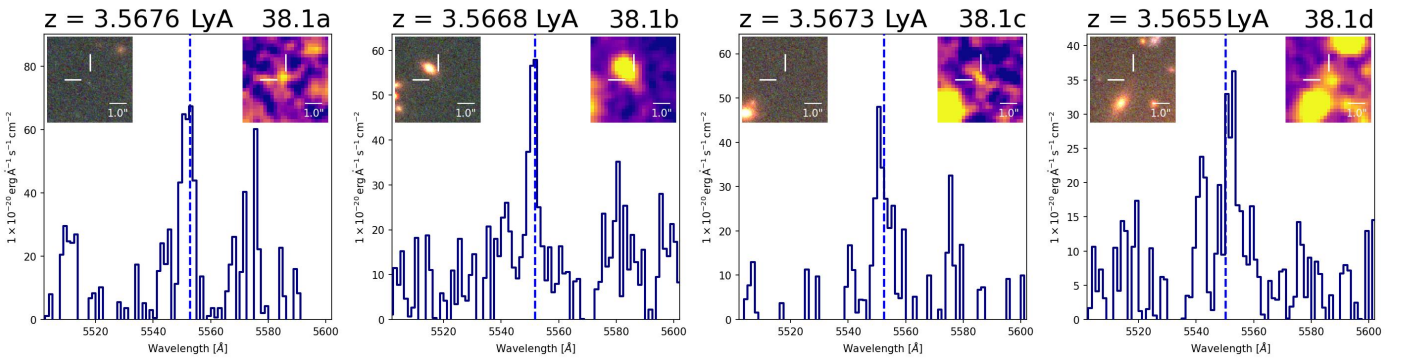 z = 3.5676 LyA 38.1a
1.0"
1.0"
80
60
40
20
0
5520 5540 5560 5580 5600
Wavelength [Å]
1 × 10⁻²⁰ erg Å⁻¹ s⁻¹ cm⁻²
z = 3.5668 LyA 38.1b
1.0"
1.0"
60
50
40
30
20
10
0
5520 5540 5560 5580 5600
Wavelength [Å]
1 × 10⁻²⁰ erg Å⁻¹ s⁻¹ cm⁻²
z = 3.5673 LyA 38.1c
1.0"
1.0"
60
50
40
30
20
10
0
5520 5540 5560 5580 5600
Wavelength [Å]
1 × 10⁻²⁰ erg Å⁻¹ s⁻¹ cm⁻²
z = 3.5655 LyA 38.1d
1.0"
1.0"
40
35
30
25
20
15
10
5
0
5520 5540 5560 5580 5600
Wavelength [Å]
1 × 10⁻²⁰ erg Å⁻¹ s⁻¹ cm⁻²